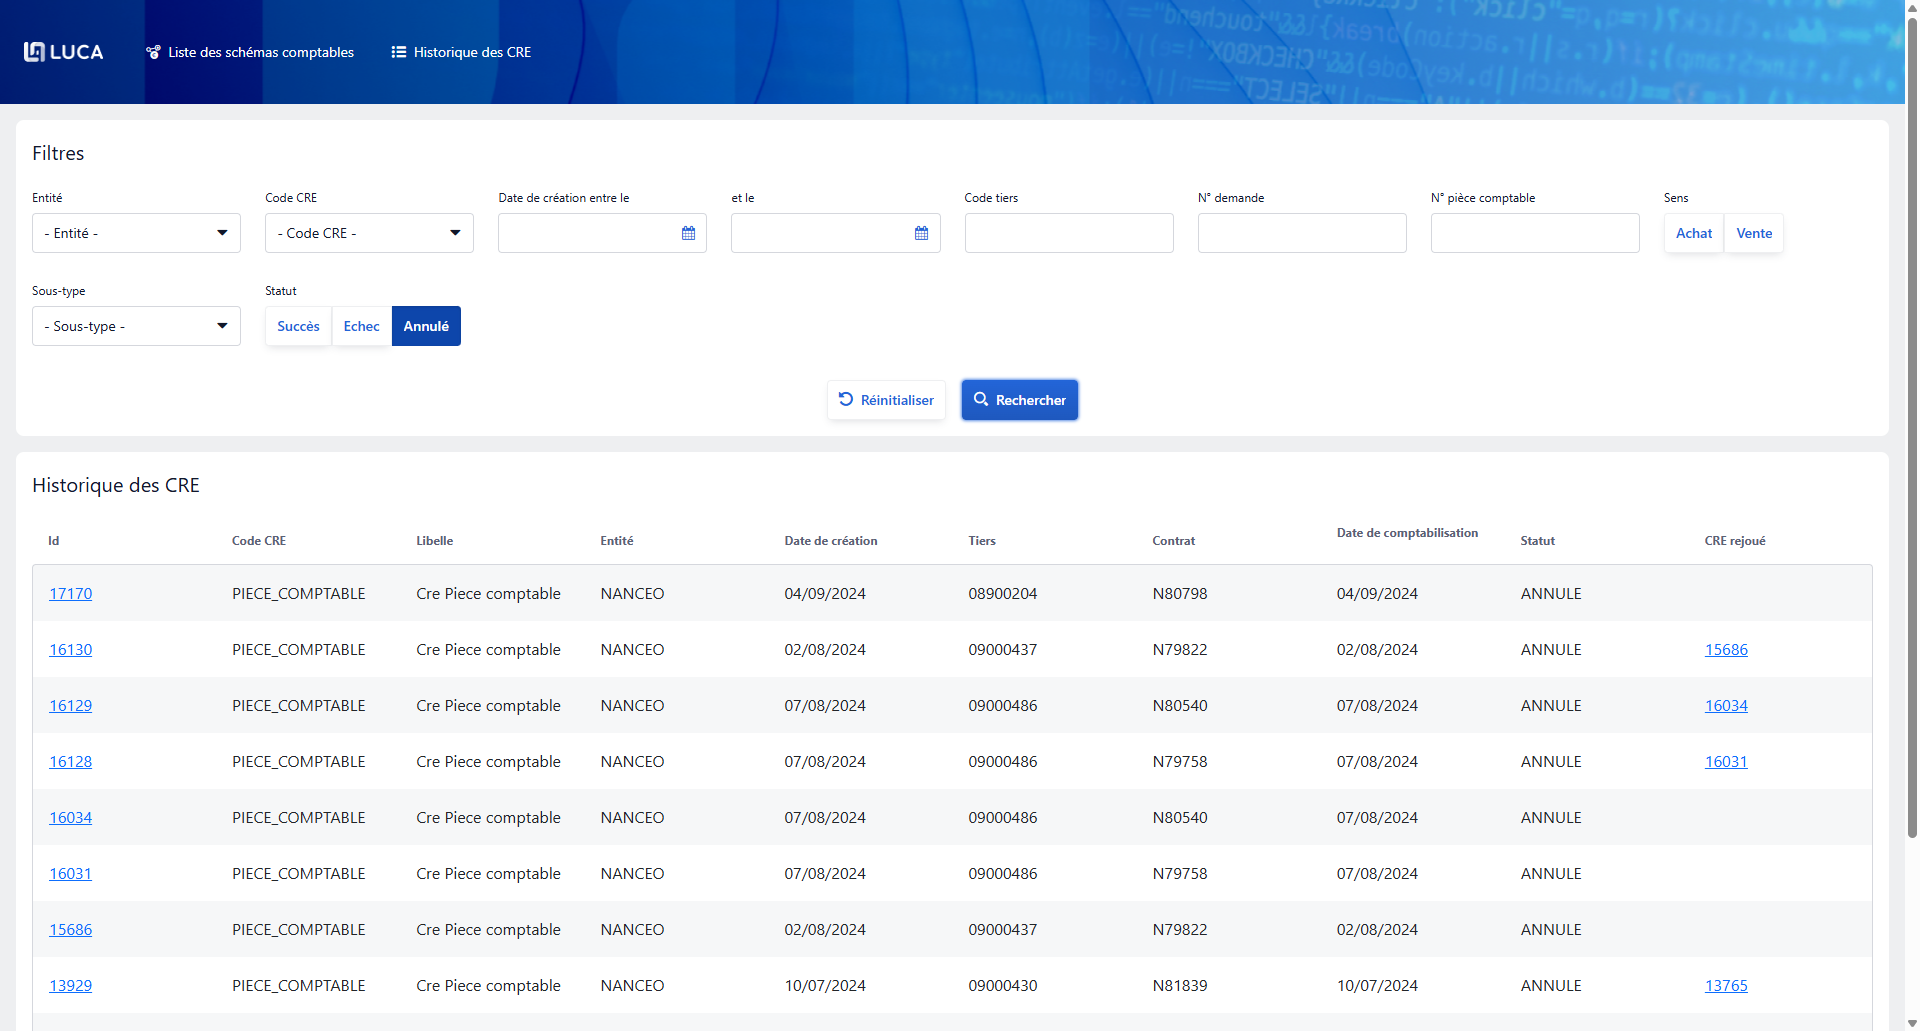 LUCA
Liste des schémas comptables
Historique des CRE
Filtres
Entité
Code CRE
Date de création entre le
et le
Code tiers
N° demande
N° pièce comptable
Sens
- Entité -
- Code CRE -
Achat
Vente
Sous-type
Statut
- Sous-type -
Succès
Echec
Annulé
Réinitialiser
Rechercher
Historique des CRE
Id Code CRE Libelle Entité Date de création Tiers Contrat Date de comptabilisation Statut CRE rejoué
17170 PIECE_COMPTABLE Cre Piece comptable NANCEO 04/09/2024 08900204 N80798 04/09/2024 ANNULE
16130 PIECE_COMPTABLE Cre Piece comptable NANCEO 02/08/2024 09000437 N79822 02/08/2024 ANNULE 15686
16129 PIECE_COMPTABLE Cre Piece comptable NANCEO 07/08/2024 09000486 N80540 07/08/2024 ANNULE 16034
16128 PIECE_COMPTABLE Cre Piece comptable NANCEO 07/08/2024 09000486 N79758 07/08/2024 ANNULE 16031
16034 PIECE_COMPTABLE Cre Piece comptable NANCEO 07/08/2024 09000486 N80540 07/08/2024 ANNULE
16031 PIECE_COMPTABLE Cre Piece comptable NANCEO 07/08/2024 09000486 N79758 07/08/2024 ANNULE
15686 PIECE_COMPTABLE Cre Piece comptable NANCEO 02/08/2024 09000437 N79822 02/08/2024 ANNULE
13929 PIECE_COMPTABLE Cre Piece comptable NANCEO 10/07/2024 09000430 N81839 10/07/2024 ANNULE 13765